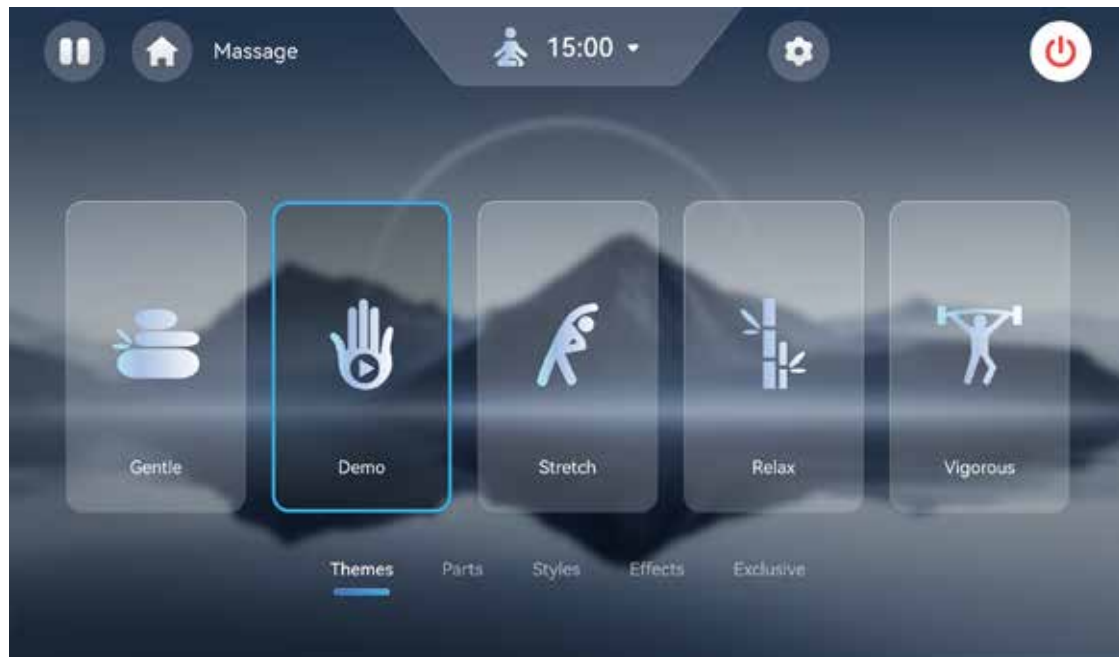 Massage 15:00
Gentle Demo Stretch Relax Vigorous
Themes Parts Styles Effects Exclusive